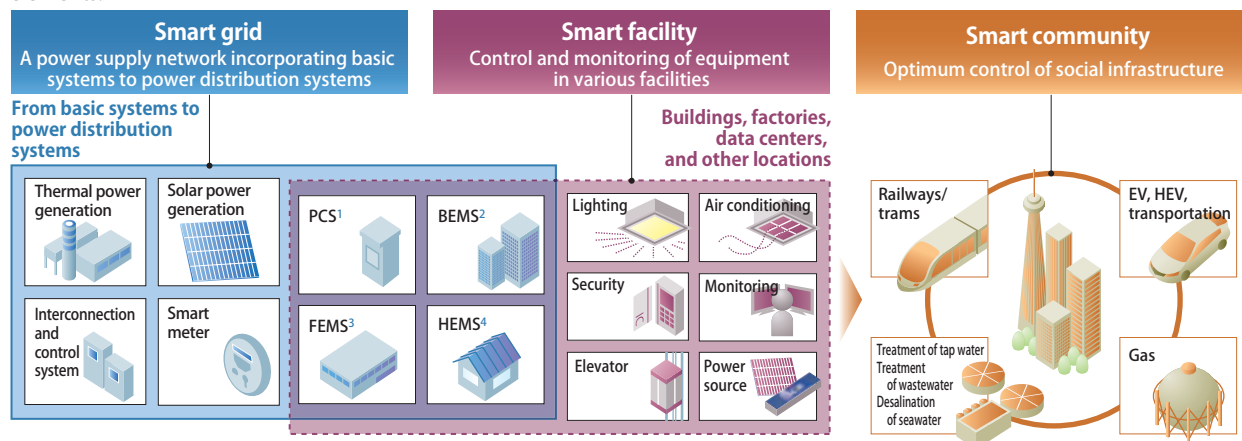 Smart grid
A power supply network incorporating basic
systems to power distribution systems
Smart facility
Control and monitoring of equipment
in various facilities
Smart community
Optimum control of social infrastructure
From basic systems to
power distribution
systems
Buildings, factories,
data centers,
and other locations
Thermal power
generation
Solar power
generation
Interconnection
and
control
system
Smart
meter
PCS1
BEMS2
FEMS3
HEMS4
Lighting
Air conditioning
Security
Monitoring
Elevator
Power
source
Railways/
trams
EV, HEV,
transportation
Treatment of tap water
Treatment
of wastewater
Desalination
of seawater
Gas